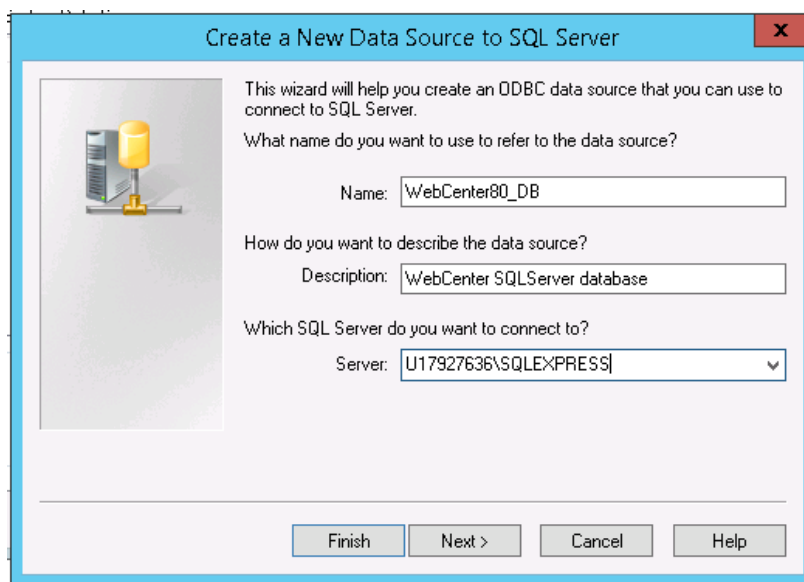 Create a New Data Source to SQL Server
x
This wizard will help you create an ODBC data source that you can use to
connect to SQL Server.
What name do you want to use to refer to the data source?
Name: WebCenter80_DB
How do you want to describe the data source?
Description: WebCenter SQLServer database
Which SQL Server do you want to connect to?
Server: U17927636\SQLEXPRESS
Finish Next > Cancel Help